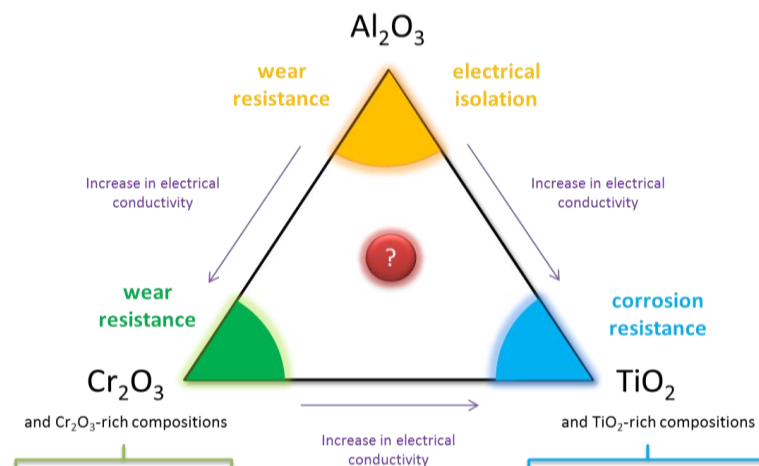 Al₂O₃
wear
resistance
electrical
isolation
Increase in electrical
conductivity
Increase in electrical
conductivity
?
wear
resistance
corrosion
resistance
Cr₂O₃
TiO₂
and Cr₂O₃-rich compositions
and TiO₂-rich compositions
Increase in electrical
conductivity